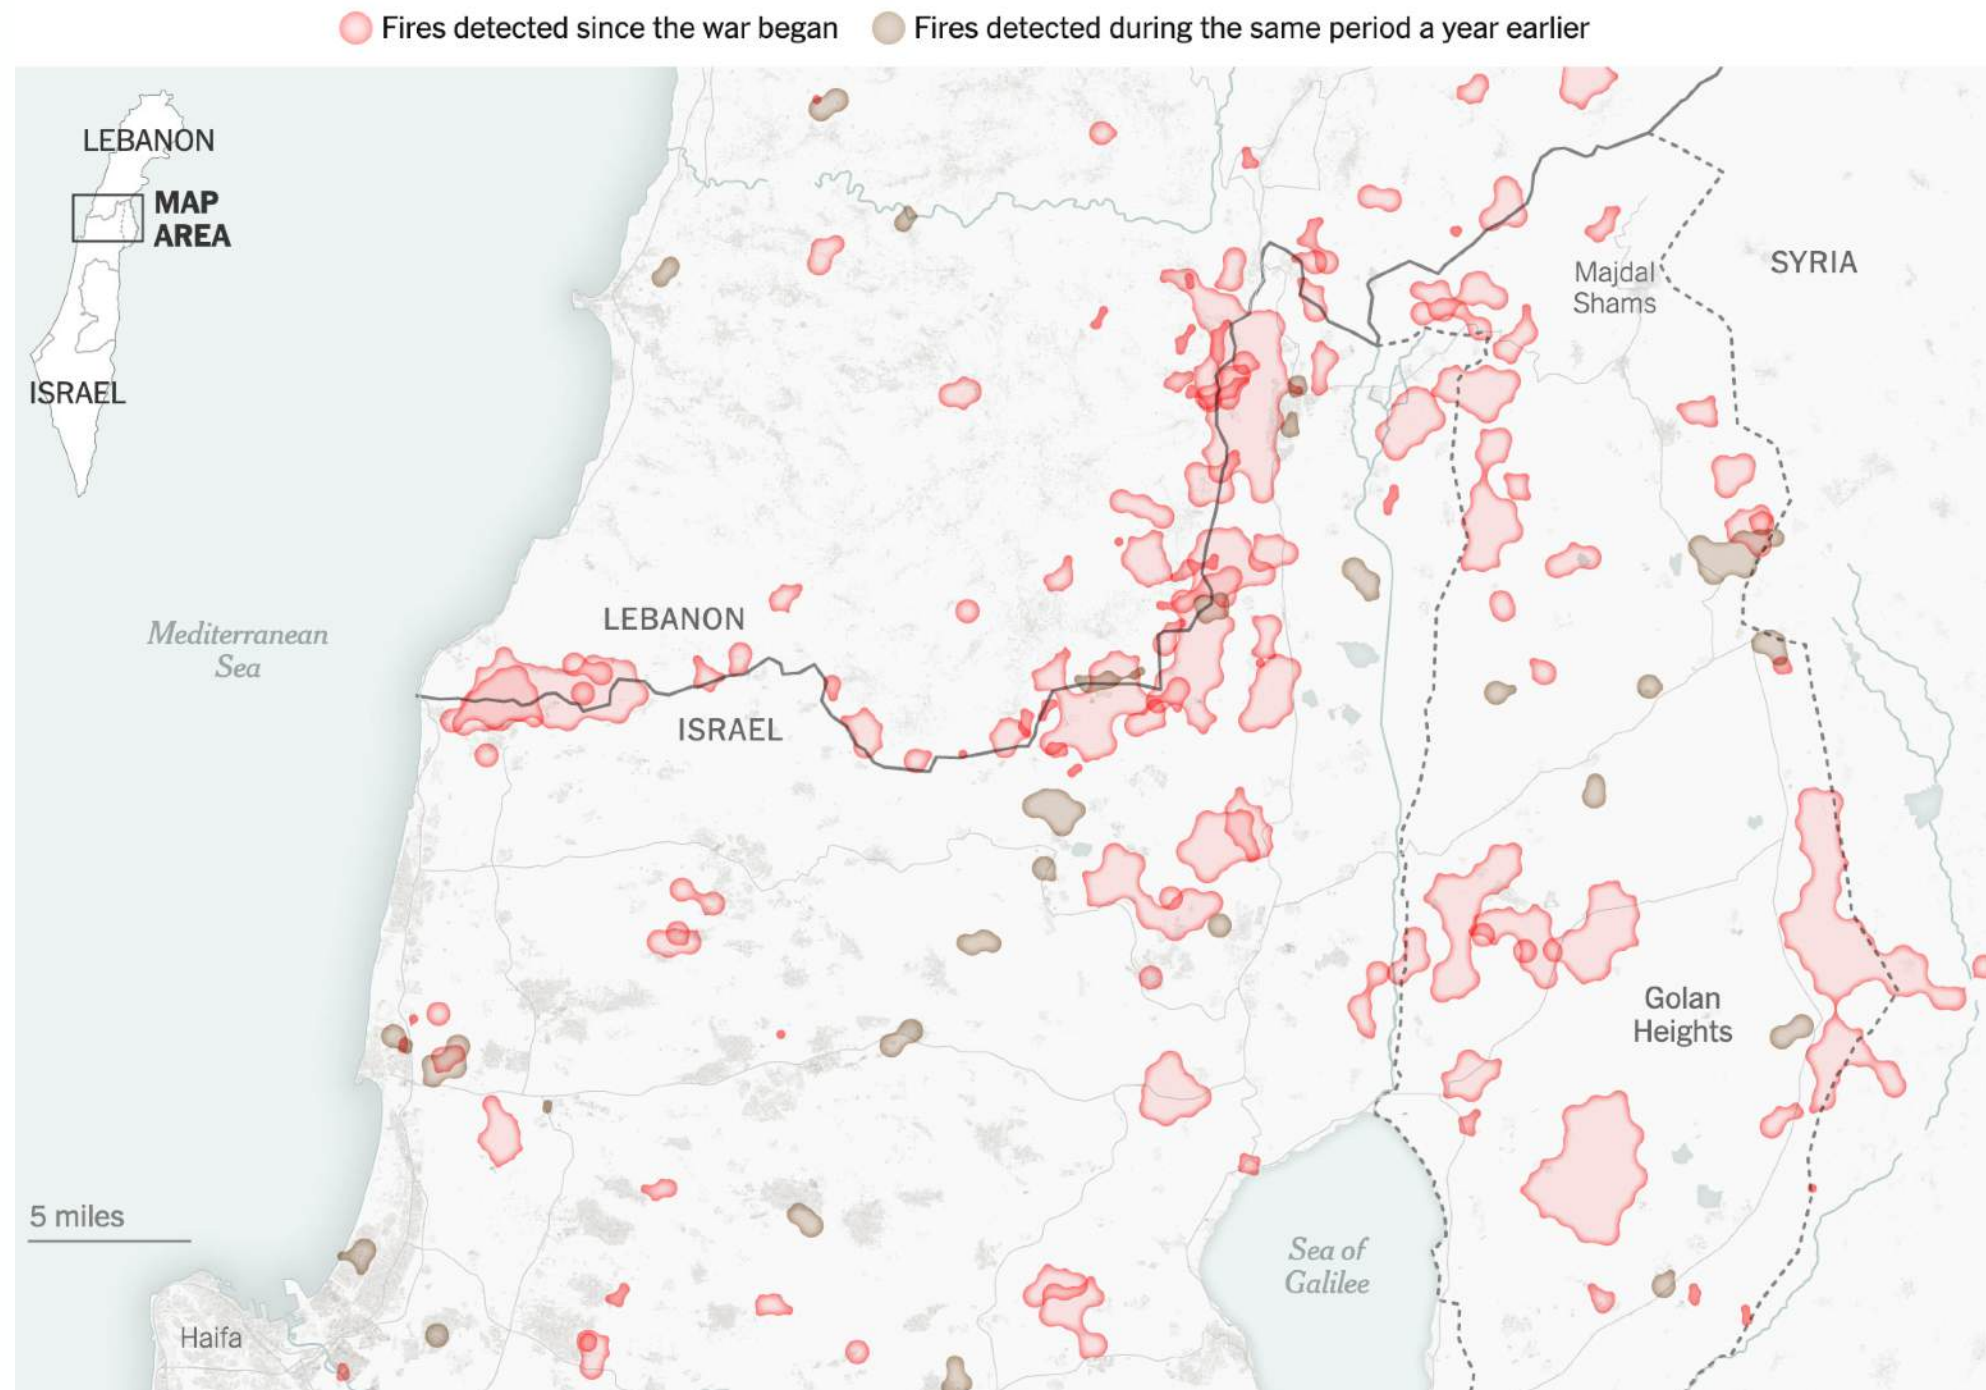 Fires detected since the war began
Fires detected during the same period a year earlier
LEBANON
MAP
AREA
ISRAEL
SYRIA
Majdal
Shams
Mediterranean
Sea
LEBANON
ISRAEL
Golan
Heights
5 miles
Sea of
Galilee
Haifa